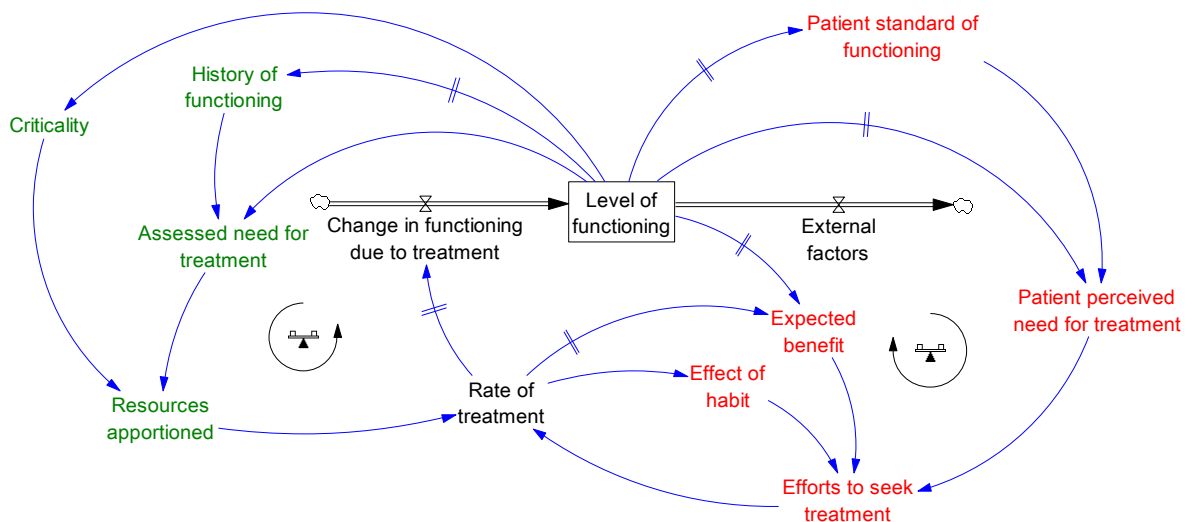 Patient standard of
functioning
History of
functioning
Criticality
Level of
functioning
Assessed need for
treatment
Change in functioning
due to treatment
External
factors
Patient perceived
need for treatment
Expected
benefit
Effect of
habit
Rate of
treatment
Resources
apportioned
Efforts to seek
treatment